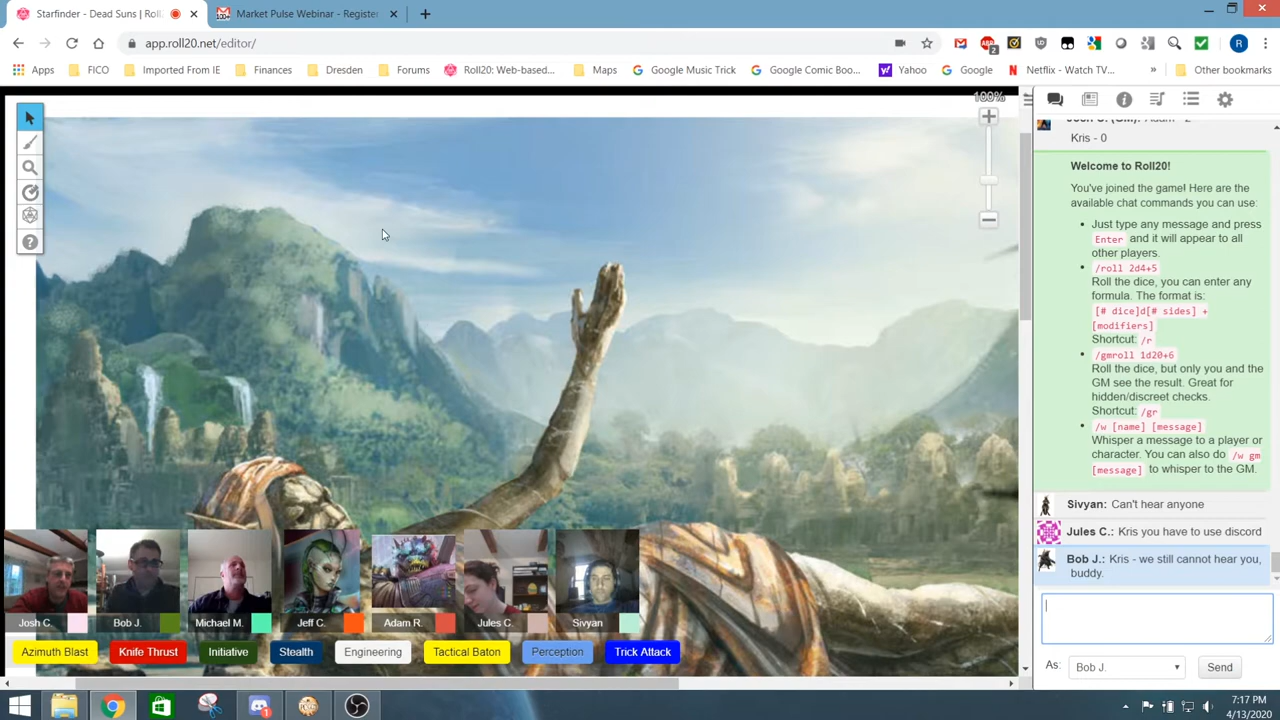 Starfinder - Dead Suns | Roll
Market Pulse Webinar - Register
app.roll20.net/editor/
Apps FICO Imported From IE Finances Dresden Forums Roll20: Web-based... Maps Google Music Trick Google Comic Boo... Yahoo Google Netflix - Watch TV... » Other bookmarks
100%
Kris - 0
Welcome to Roll20!
You've joined the game! Here are the
available chat commands you can use:
Just type any message and press
Enter and it will appear to all
other players.
/roll 2d4+5
Roll the dice, you can enter any
formula. The format is:
[# dice]d[# sides] +
[modifiers]
Shortcut: /r
/gmroll 1d20+6
Roll the dice, but only you and the
GM see the result. Great for
hidden/discreet checks.
Shortcut: /gr
/w [name] [message]
Whisper a message to a player or
character. You can also do /w gm
[message] to whisper to the GM.
Sivyan: Can't hear anyone
Jules C.: Kris you have to use discord
Bob J.: Kris - we still cannot hear you,
buddy.
Josh C. Bob J. Michael M. Jeff C. Adam R. Jules C. Sivyan
Azimuth Blast Knife Thrust Initiative Stealth Engineering Tactical Baton Perception Trick Attack
As: Bob J. Send
7:17 PM
4/13/2020